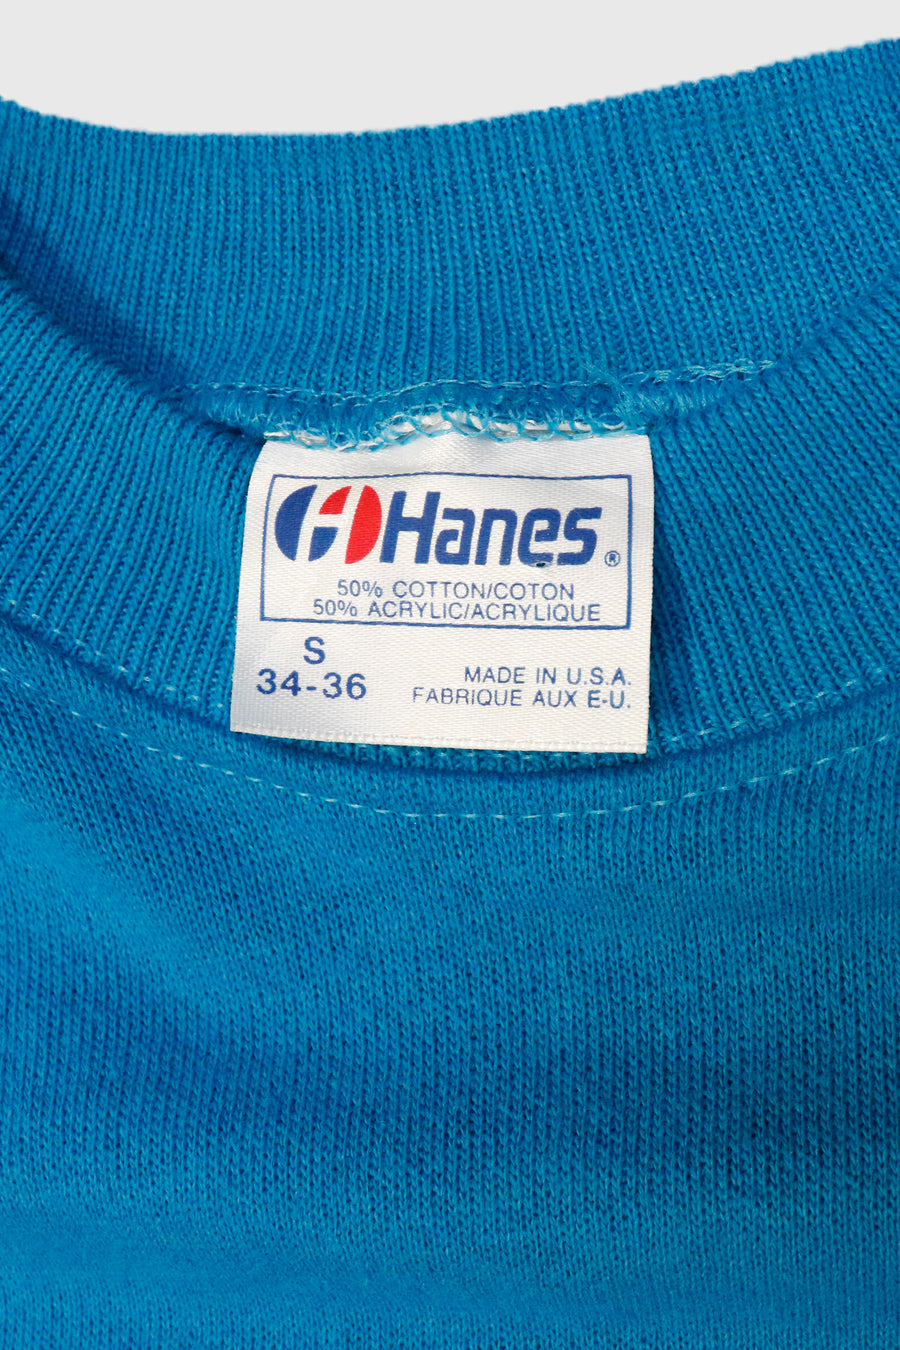 Hanes®
50% COTTON/COTON
50% ACRYLIC/ACRYLIQUE
S
34-36
MADE IN U.S.A.
FABRIQUE AUX E-U.